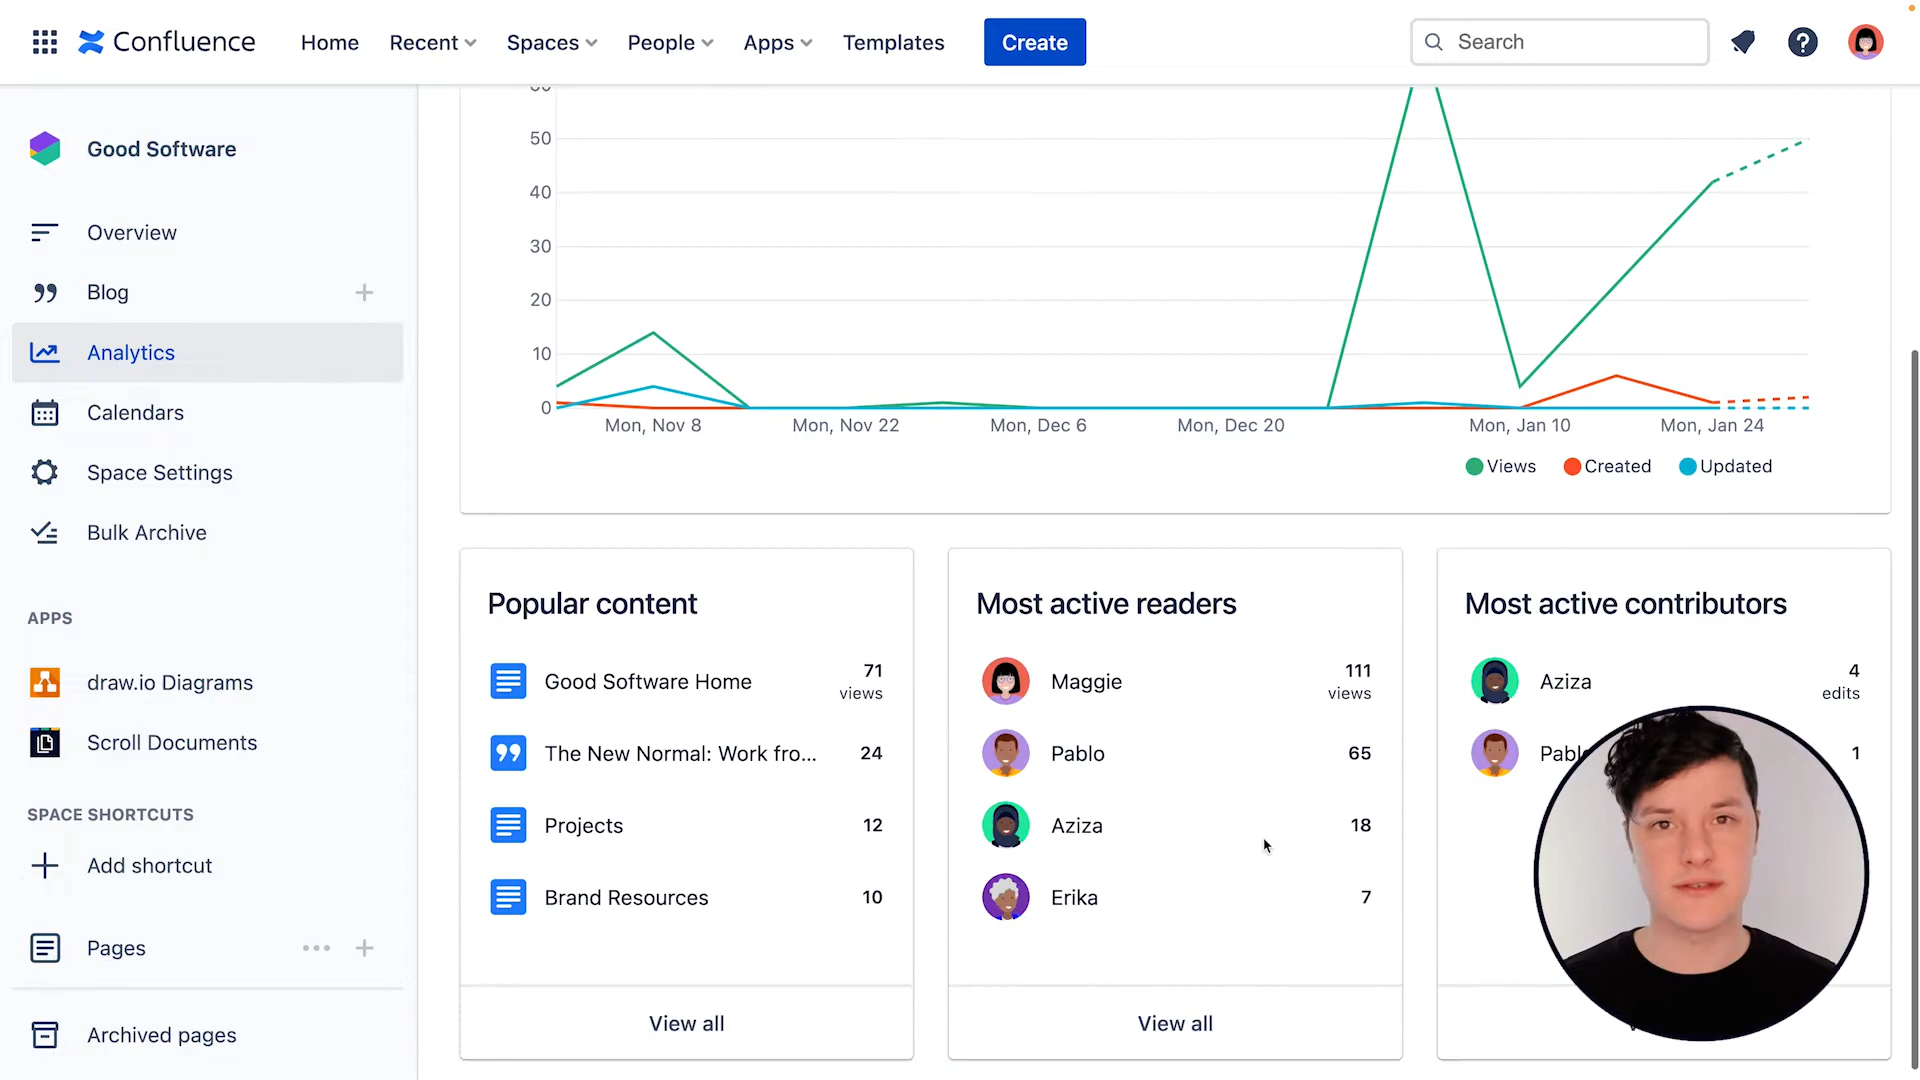 Confluence
Home
Recent
Spaces
People
Apps
Templates
Create
Search
Good Software
Overview
Blog
Analytics
Calendars
Space Settings
Bulk Archive
APPS
draw.io Diagrams
Scroll Documents
SPACE SHORTCUTS
Add shortcut
Pages
Archived pages
50
40
30
20
10
0
Mon, Nov 8
Mon, Nov 22
Mon, Dec 6
Mon, Dec 20
Mon, Jan 10
Mon, Jan 24
Views
Created
Updated
Popular content
Good Software Home
71
views
The New Normal: Work fro...
24
Projects
12
Brand Resources
10
View all
Most active readers
Maggie
111
views
Pablo
65
Aziza
18
Erika
7
View all
Most active contributors
Aziza
4
edits
1